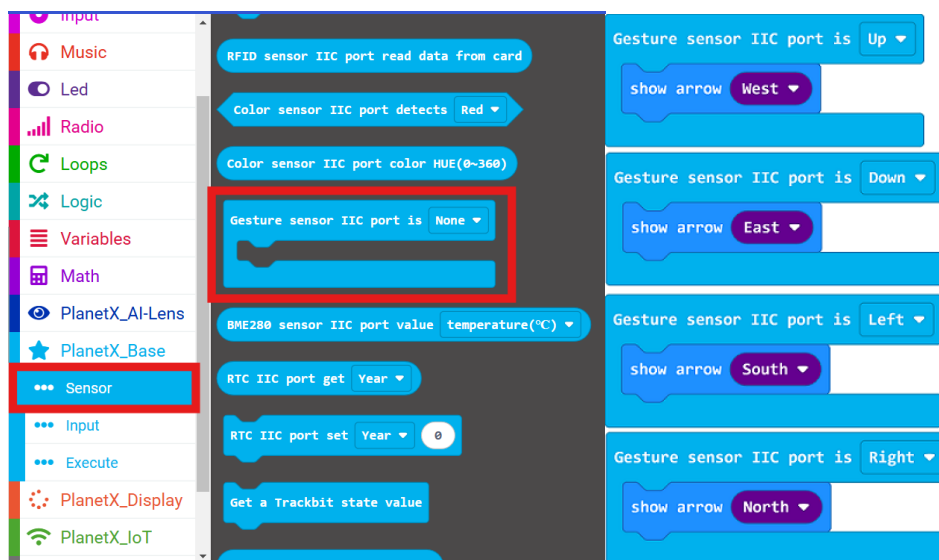 Input
Music
Led
Radio
Loops
Logic
Variables
Math
PlanetX_AI-Lens
PlanetX_Base
Sensor
Input
Execute
PlanetX_Display
PlanetX_IoT
RFID sensor IIC port read data from card
Color sensor IIC port detects Red
Color sensor IIC port color HUE(0~360)
Gesture sensor IIC port is None
BME280 sensor IIC port value temperature(℃)
RTC IIC port get Year
RTC IIC port set Year 0
Get a Trackbit state value
Gesture sensor IIC port is Up
show arrow West
Gesture sensor IIC port is Down
show arrow East
Gesture sensor IIC port is Left
show arrow South
Gesture sensor IIC port is Right
show arrow North